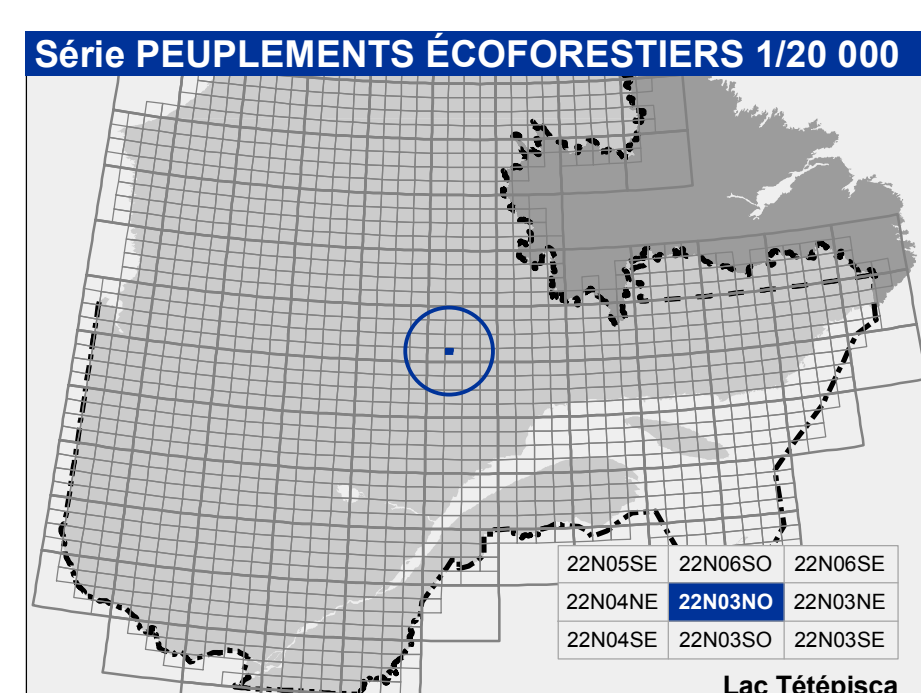 Série PEUPLEMENTS ÉCOFORESTIERS 1/20 000
22N05SE 22N06SO 22N06SE
22N04NE 22N03NO 22N03NE
22N04SE 22N03SO 22N03SE
Lac Tétépisca